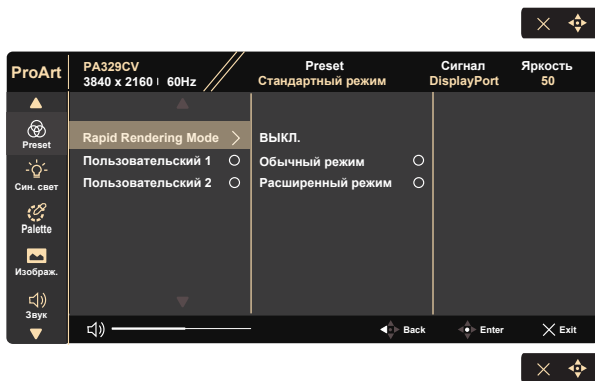 ProArt
PA329CV
3840 x 2160 | 60Hz
Preset
Стандартный режим
Сигнал
DisplayPort
Яркость
50
Preset
Син. свет
Palette
Изображ.
Звук
Rapid Rendering Mode
Пользовательский 1
Пользовательский 2
ВЫКЛ.
Обычный режим
Расширенный режим
Back
Enter
Exit